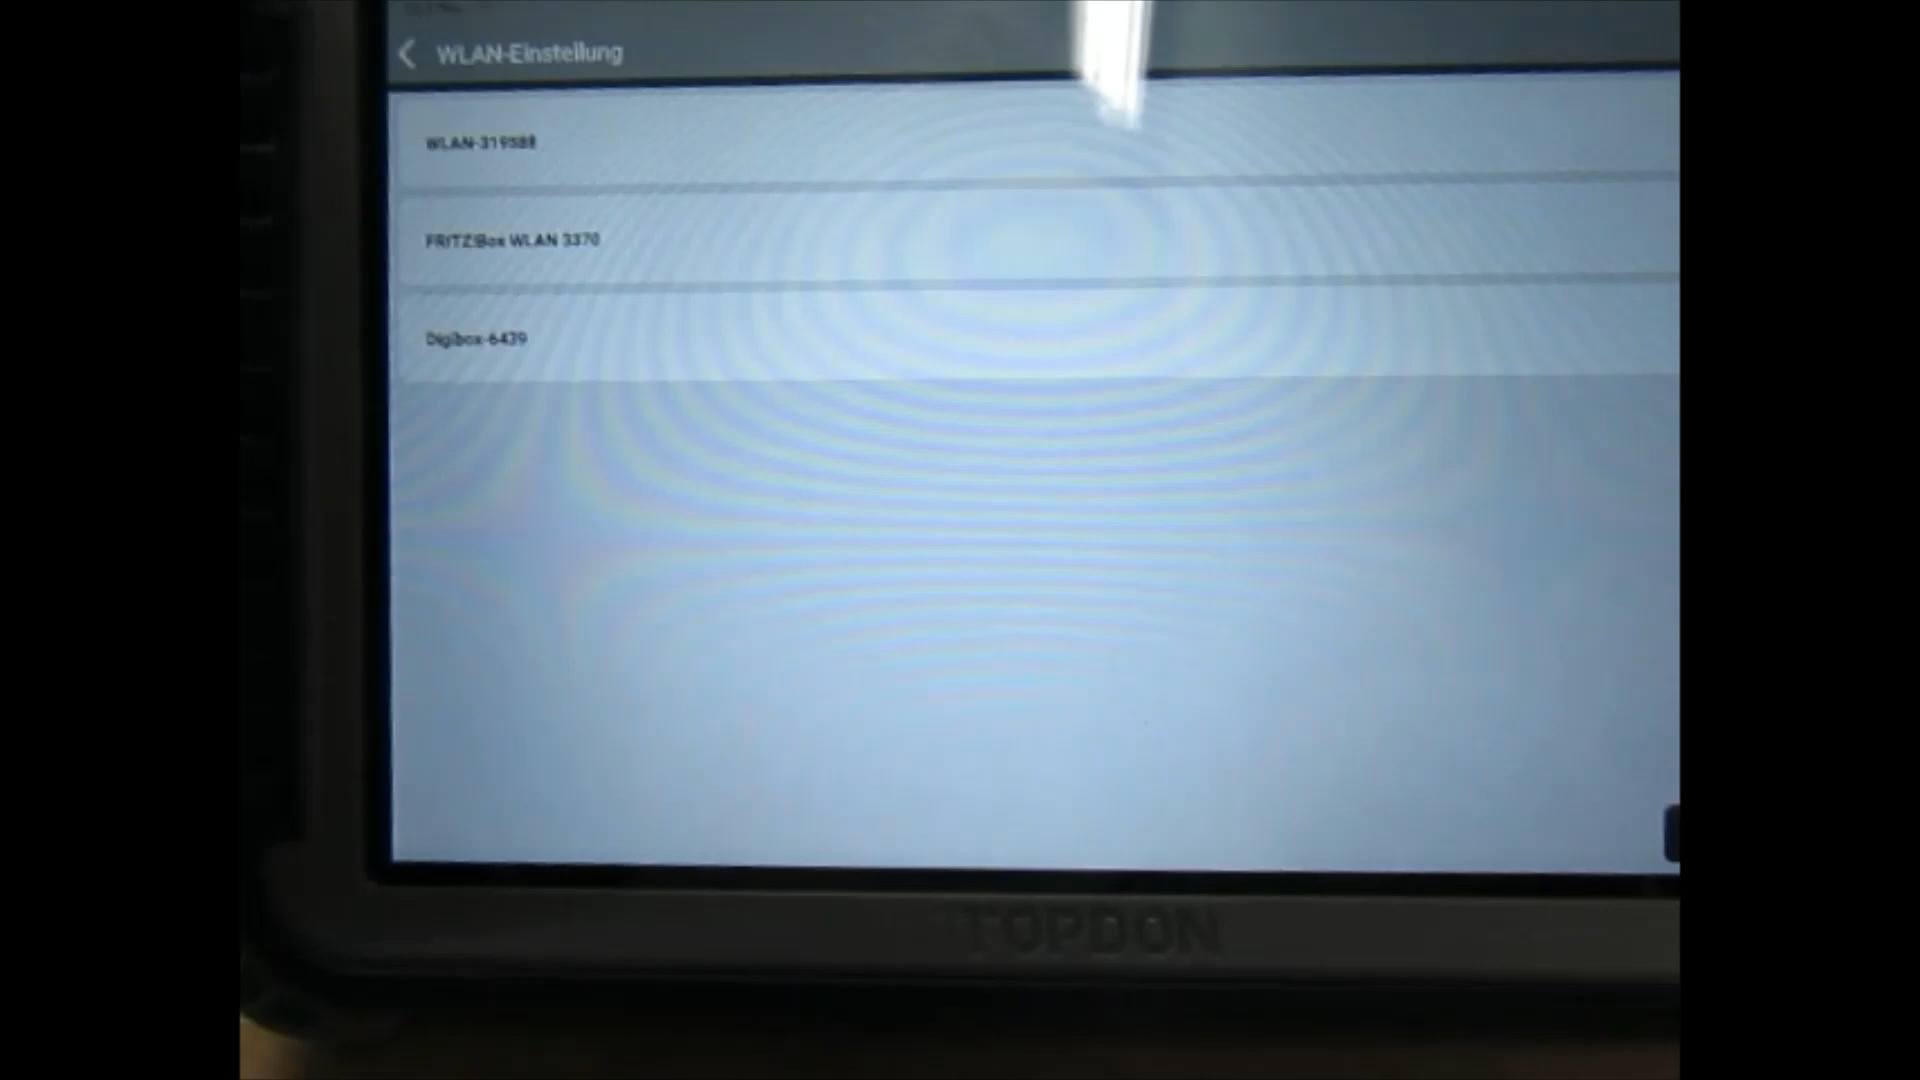 WLAN-Einstellung
WLAN-319588
FRITZ!Box WLAN 3370
Digibox-6439
TOPDON